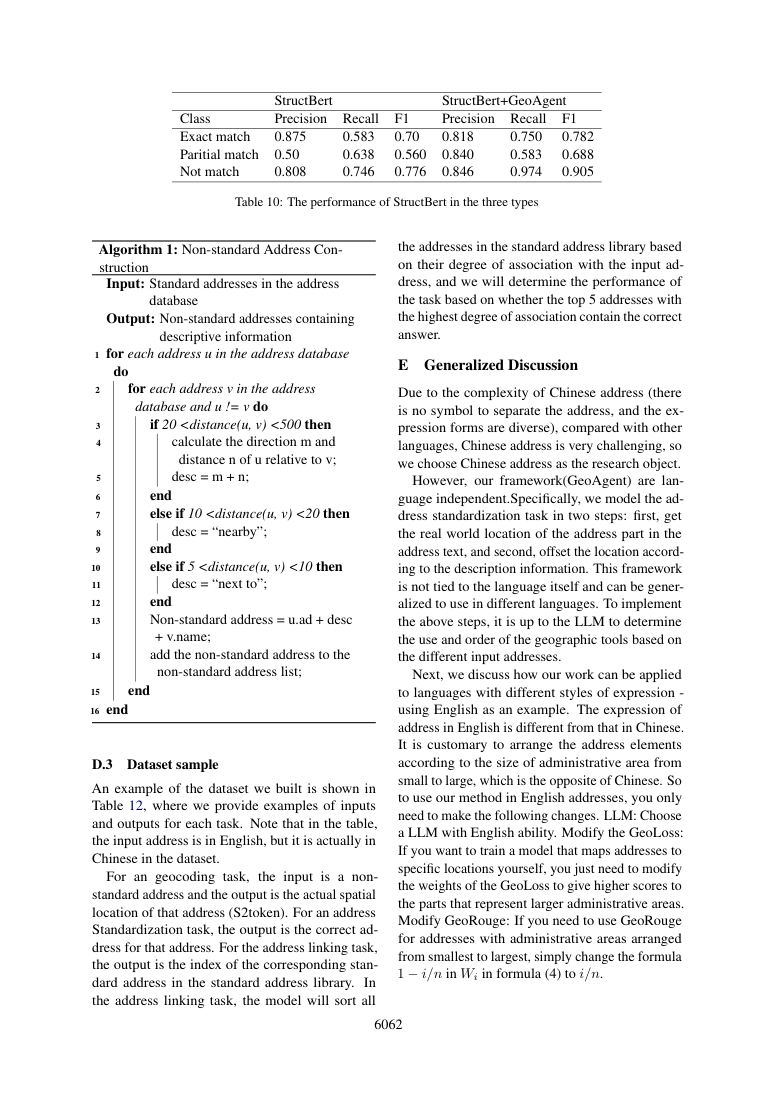 StructBert StructBert+GeoAgent
Class Precision Recall F1 Precision Recall F1
Exact match 0.875 0.583 0.70 0.818 0.750 0.782
Paritial match 0.50 0.638 0.560 0.840 0.583 0.688
Not match 0.808 0.746 0.776 0.846 0.974 0.905
Table 10: The performance of StructBert in the three types
Algorithm 1: Non-standard Address Con-
struction
Input: Standard addresses in the address
database
Output: Non-standard addresses containing
descriptive information
1 for each address u in the address database
do
2 for each address v in the address
database and u != v do
3 if 20 <distance(u, v) <500 then
4 calculate the direction m and
distance n of u relative to v;
5 desc = m + n;
6 end
7 else if 10 <distance(u, v) <20 then
8 desc = “nearby”;
9 end
10 else if 5 <distance(u, v) <10 then
11 desc = “next to”;
12 end
13 Non-standard address = u.ad + desc
+ v.name;
14 add the non-standard address to the
non-standard address list;
15 end
16 end
D.3 Dataset sample
An example of the dataset we built is shown in
Table 12, where we provide examples of inputs
and outputs for each task. Note that in the table,
the input address is in English, but it is actually in
Chinese in the dataset.
For an geocoding task, the input is a non-
standard address and the output is the actual spatial
location of that address (S2token). For an address
Standardization task, the output is the correct ad-
dress for that address. For the address linking task,
the output is the index of the corresponding stan-
dard address in the standard address library. In
the address linking task, the model will sort all
the addresses in the standard address library based
on their degree of association with the input ad-
dress, and we will determine the performance of
the task based on whether the top 5 addresses with
the highest degree of association contain the correct
answer.
E Generalized Discussion
Due to the complexity of Chinese address (there
is no symbol to separate the address, and the ex-
pression forms are diverse), compared with other
languages, Chinese address is very challenging, so
we choose Chinese address as the research object.
However, our framework(GeoAgent) are lan-
guage independent.Specifically, we model the ad-
dress standardization task in two steps: first, get
the real world location of the address part in the
address text, and second, offset the location accord-
ing to the description information. This framework
is not tied to the language itself and can be gener-
alized to use in different languages. To implement
the above steps, it is up to the LLM to determine
the use and order of the geographic tools based on
the different input addresses.
Next, we discuss how our work can be applied
to languages with different styles of expression -
using English as an example. The expression of
address in English is different from that in Chinese.
It is customary to arrange the address elements
according to the size of administrative area from
small to large, which is the opposite of Chinese. So
to use our method in English addresses, you only
need to make the following changes. LLM: Choose
a LLM with English ability. Modify the GeoLoss:
If you want to train a model that maps addresses to
specific locations yourself, you just need to modify
the weights of the GeoLoss to give higher scores to
the parts that represent larger administrative areas.
Modify GeoRouge: If you need to use GeoRouge
for addresses with administrative areas arranged
from smallest to largest, simply change the formula
1 − i/n in Wi in formula (4) to i/n.
6062